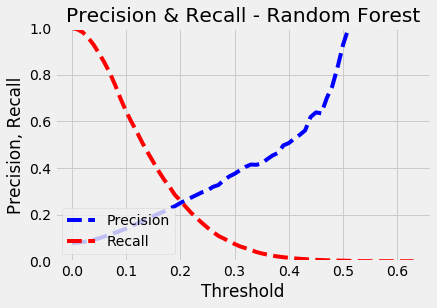 Precision & Recall - Random Forest
Precision, Recall
1.0
0.8
0.6
0.4
0.2
0.0
Precision
Recall
0.0 0.1 0.2 0.3 0.4 0.5 0.6
Threshold